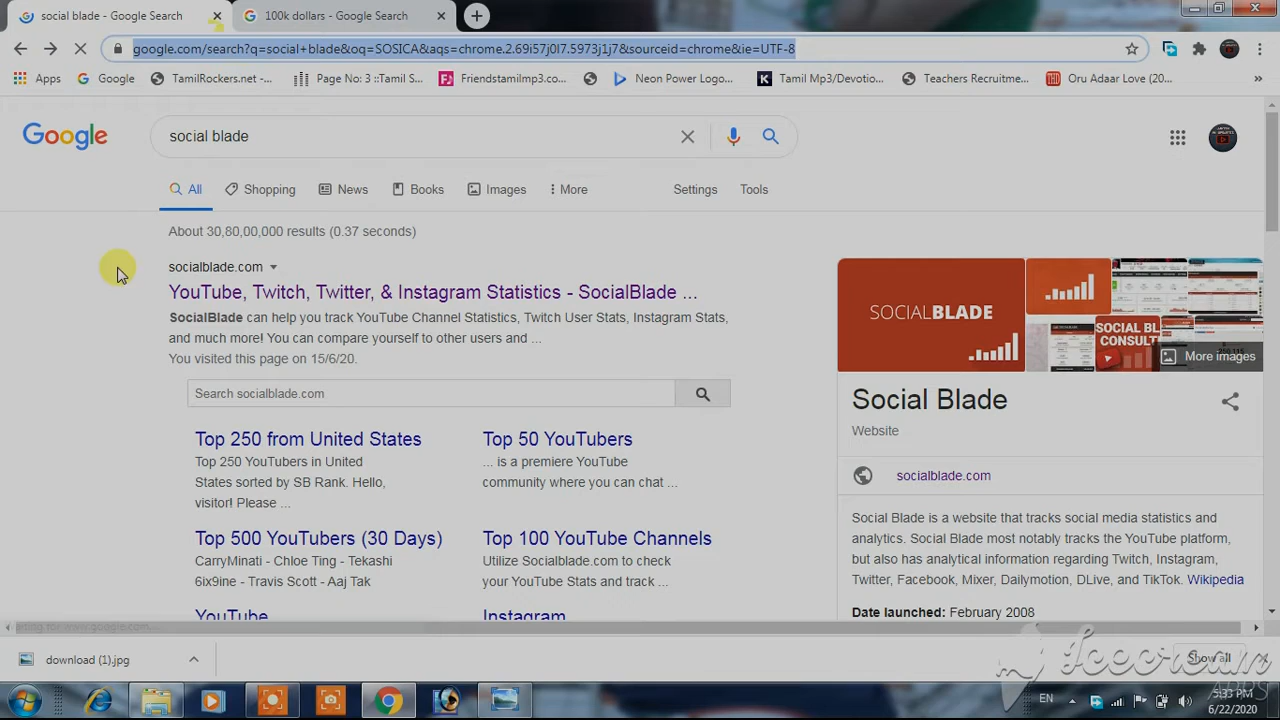 social blade - Google Search
100k dollars - Google Search
google.com/search?q=social+blade&oq=SOSICA&aqs=chrome.2.69i57j0l7.5973j1j7&sourceid=chrome&ie=UTF-8
Apps
Google
TamilRockers.net -...
Page No: 3 ::Tamil S...
Friendstamilmp3.co...
Neon Power Logo...
Tamil Mp3/Devotio...
Teachers Recruitme...
Oru Adaar Love (20...
Google
social blade
All
Shopping
News
Books
Images
More
Settings
Tools
About 30,80,00,000 results (0.37 seconds)
socialblade.com
YouTube, Twitch, Twitter, & Instagram Statistics - SocialBlade ...
SocialBlade can help you track YouTube Channel Statistics, Twitch User Stats, Instagram Stats,
and much more! You can compare yourself to other users and ...
You visited this page on 15/6/20.
Search socialblade.com
Top 250 from United States
Top 250 YouTubers in United
States sorted by SB Rank. Hello,
visitor! Please ...
Top 50 YouTubers
... is a premiere YouTube
community where you can chat ...
Top 500 YouTubers (30 Days)
CarryMinati - Chloe Ting - Tekashi
6ix9ine - Travis Scott - Aaj Tak
Top 100 YouTube Channels
Utilize Socialblade.com to check
your YouTube Stats and track ...
YouTube
Instagram
SOCIALBLADE
SOCIAL BL
CONSULT
More images
Social Blade
Website
socialblade.com
Social Blade is a website that tracks social media statistics and
analytics. Social Blade most notably tracks the YouTube platform,
but also has analytical information regarding Twitch, Instagram,
Twitter, Facebook, Mixer, Dailymotion, DLive, and TikTok. Wikipedia
Date launched: February 2008
download (1).jpg
Show all
Icecream
APPS
EN
5:33 PM
6/22/2020